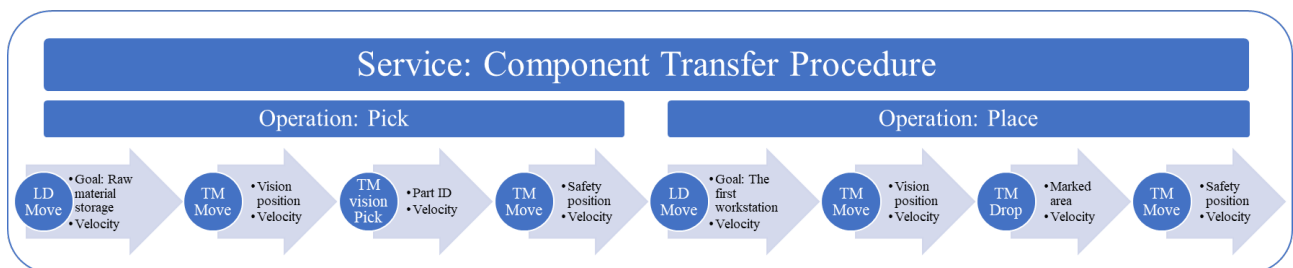 Service: Component Transfer Procedure
Operation: Pick
Operation: Place
LD
Move
• Goal: Raw
material
storage
• Velocity
TM
Move
• Vision
position
• Velocity
TM
vision
Pick
• Part ID
• Velocity
TM
Move
• Safety
position
• Velocity
LD
Move
• Goal: The
first
workstation
• Velocity
TM
Move
• Vision
position
• Velocity
TM
Drop
• Marked
area
• Velocity
TM
Move
• Safety
position
• Velocity